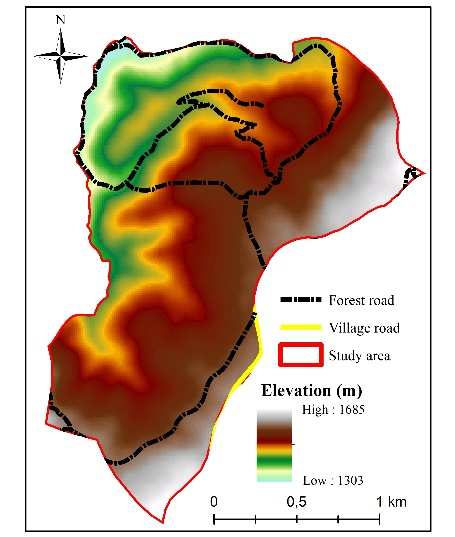 N
Forest road
Village road
Study area
Elevation (m)
High : 1685
Low : 1303
0 0,5 1 km